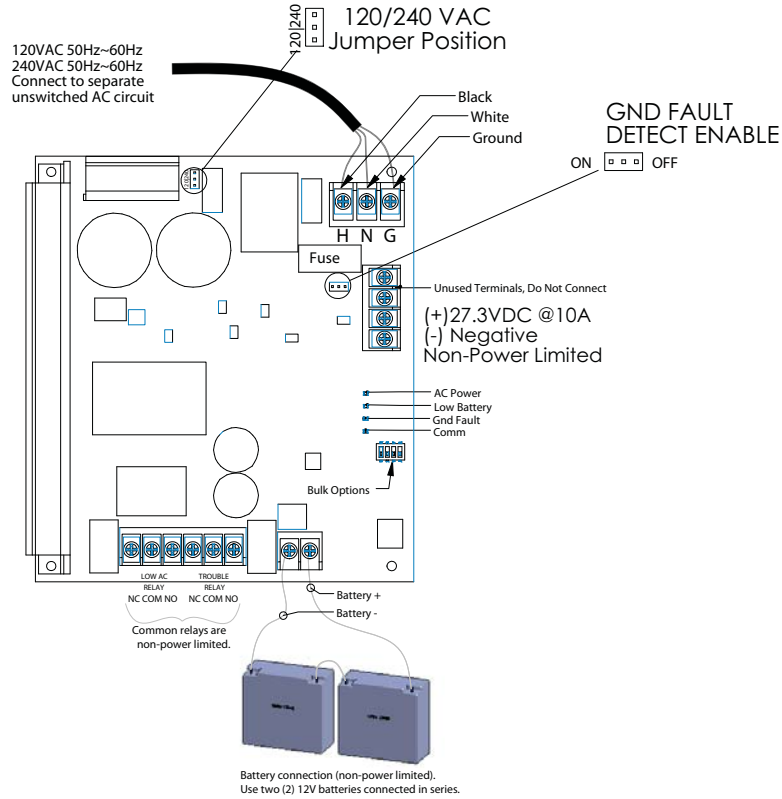 120|240
120/240 VAC
Jumper Position
120VAC 50Hz~60Hz
240VAC 50Hz~60Hz
Connect to separate
unswitched AC circuit
Black
White
Ground
GND FAULT
DETECT ENABLE
ON OFF
H N G
Fuse
Unused Terminals, Do Not Connect
(+)27.3VDC @10A
(-) Negative
Non-Power Limited
AC Power
Low Battery
Gnd Fault
Comm
Bulk Options
LOW AC
RELAY
NC COM NO
TROUBLE
RELAY
NC COM NO
Common relays are
non-power limited.
Battery +
Battery -
Battery connection (non-power limited).
Use two (2) 12V batteries connected in series.